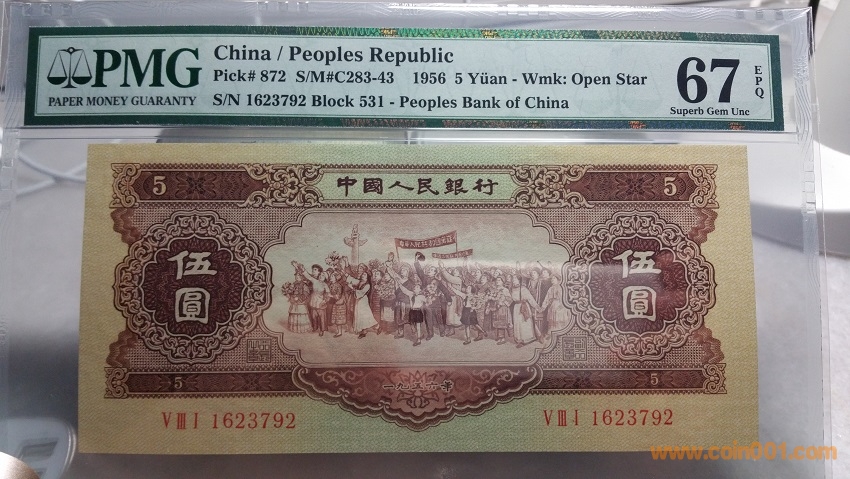 PMG
PAPER MONEY GUARANTY
China / Peoples Republic
Pick# 872 S/M#C283-43 1956 5 Yüan - Wmk: Open Star
S/N 1623792 Block 531 - Peoples Bank of China
67
EPQ
Superb Gem Unc
5 中國人民銀行 5
伍圓 伍圓
5 一九五六年 5
V III I 1623792 V III I 1623792
www.coin001.com